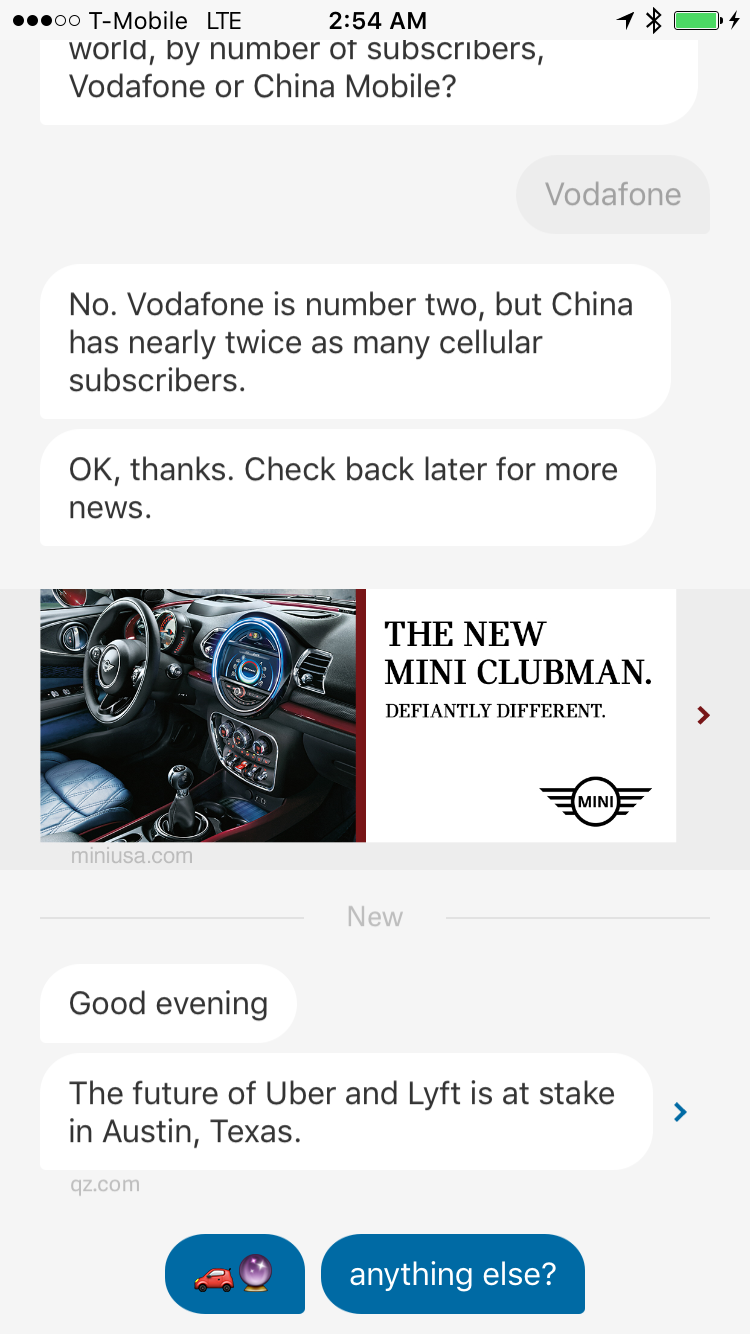 T-Mobile LTE 2:54 AM
world, by number of subscribers,
Vodafone or China Mobile?
Vodafone
No. Vodafone is number two, but China
has nearly twice as many cellular
subscribers.
OK, thanks. Check back later for more
news.
THE NEW
MINI CLUBMAN.
DEFIANTLY DIFFERENT.
MINI
miniusa.com
New
Good evening
The future of Uber and Lyft is at stake
in Austin, Texas.
qz.com
🚗🔮 anything else?